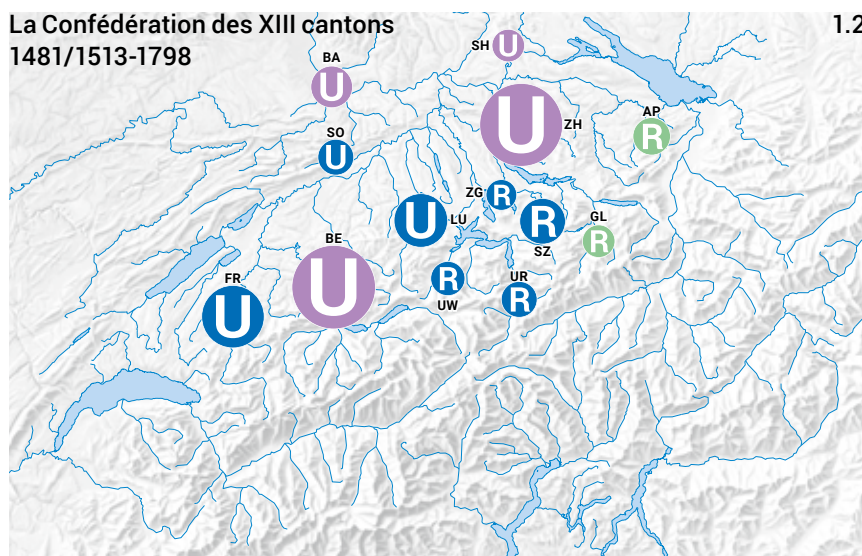 La Confédération des XIII cantons
1.2
1481/1513-1798
SH U
BA
U
U ZH
AP
R
SO
U
ZG R
U LU
R
SZ
GL
R
BE
U
R
UW
UR
R
FR
U